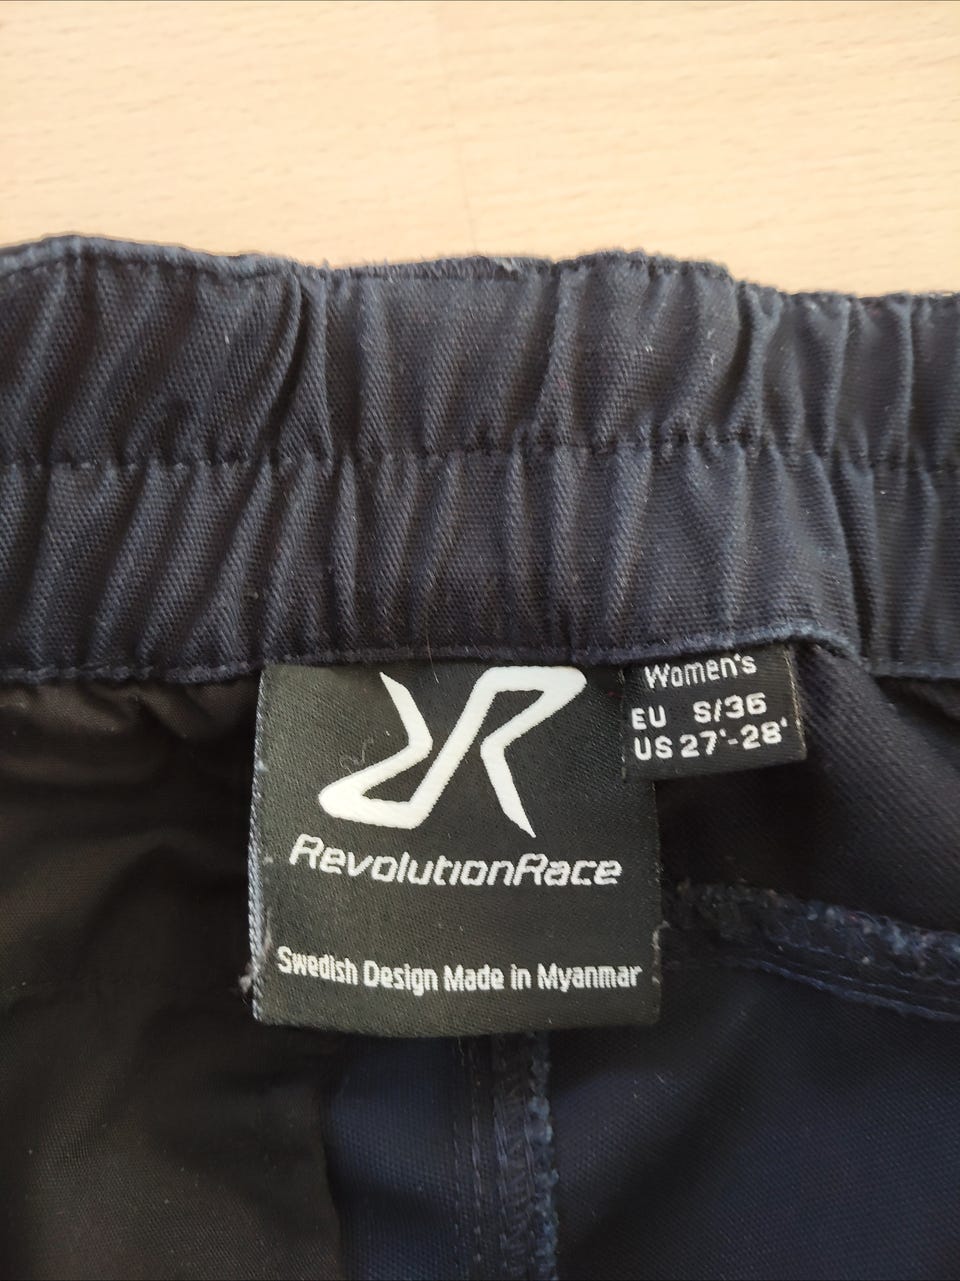 RevolutionRace
Swedish Design Made in Myanmar
Women's
EU S/36
US 27'-28'